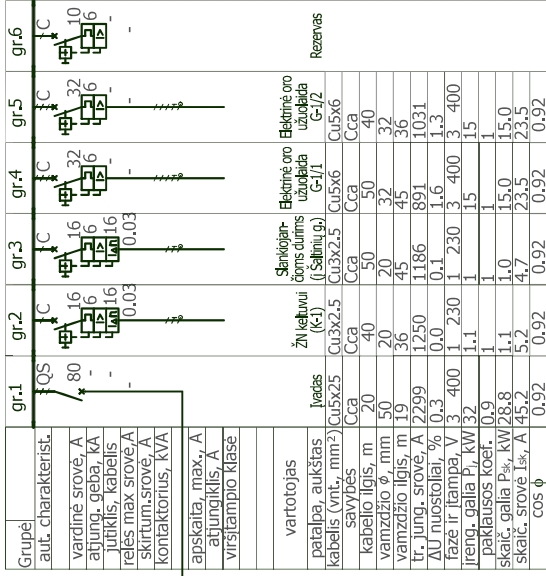 Grupė gr.1 gr.2 gr.3 gr.4 gr.5 gr.6
aut. charakterist. QS C C C C C
vardinė srovė, A 80 16 16 32 32 10
atjung. geba, kA - 6 6 6 6 6
jutiklis, kabelis - - -
relės max srovė,A - 16 16 - - -
skirtum.srovė, A 0.03 0.03
kontaktorius, kVA
apskaita, max., A
atjungiklis, A
viršįtampio klasė
vartotojas Įvadas ŽN keltuvui (K-1) Slankiojan- čioms durims (į Šaltinių g.) Elektrinė oro užuolaida G-1/1 Elektrinė oro užuolaida G-1/2 Rezervas
patalpa, aukštas
kabelis (vnt., mm²) Cu5x25 Cu3x2.5 Cu3x2.5 Cu5x6 Cu5x6
savybės Cca Cca Cca Cca Cca
kabelio ilgis, m 20 40 50 50 40
vamzdžio ϕ, mm 50 20 20 32 32
vamzdžio ilgis, m 19 36 45 45 36
tr. jung. srovė, A 2299 1250 1186 891 1031
ΔU nuostoliai, % 0.3 0.0 0.1 1.6 1.3
fazė ir įtampa, V 3 400 1 230 1 230 3 400 3 400
įreng. galia Pį, kW 32 1.1 1 15 15
paklausos koef. 0.9 1 1 1 1
skaič. galia Psk, kW 28.8 1.1 1.0 15.0 15.0
skaič. srovė Isk, A 45.2 5.2 4.7 23.5 23.5
cos ϕ 0.92 0.92 0.92 0.92 0.92